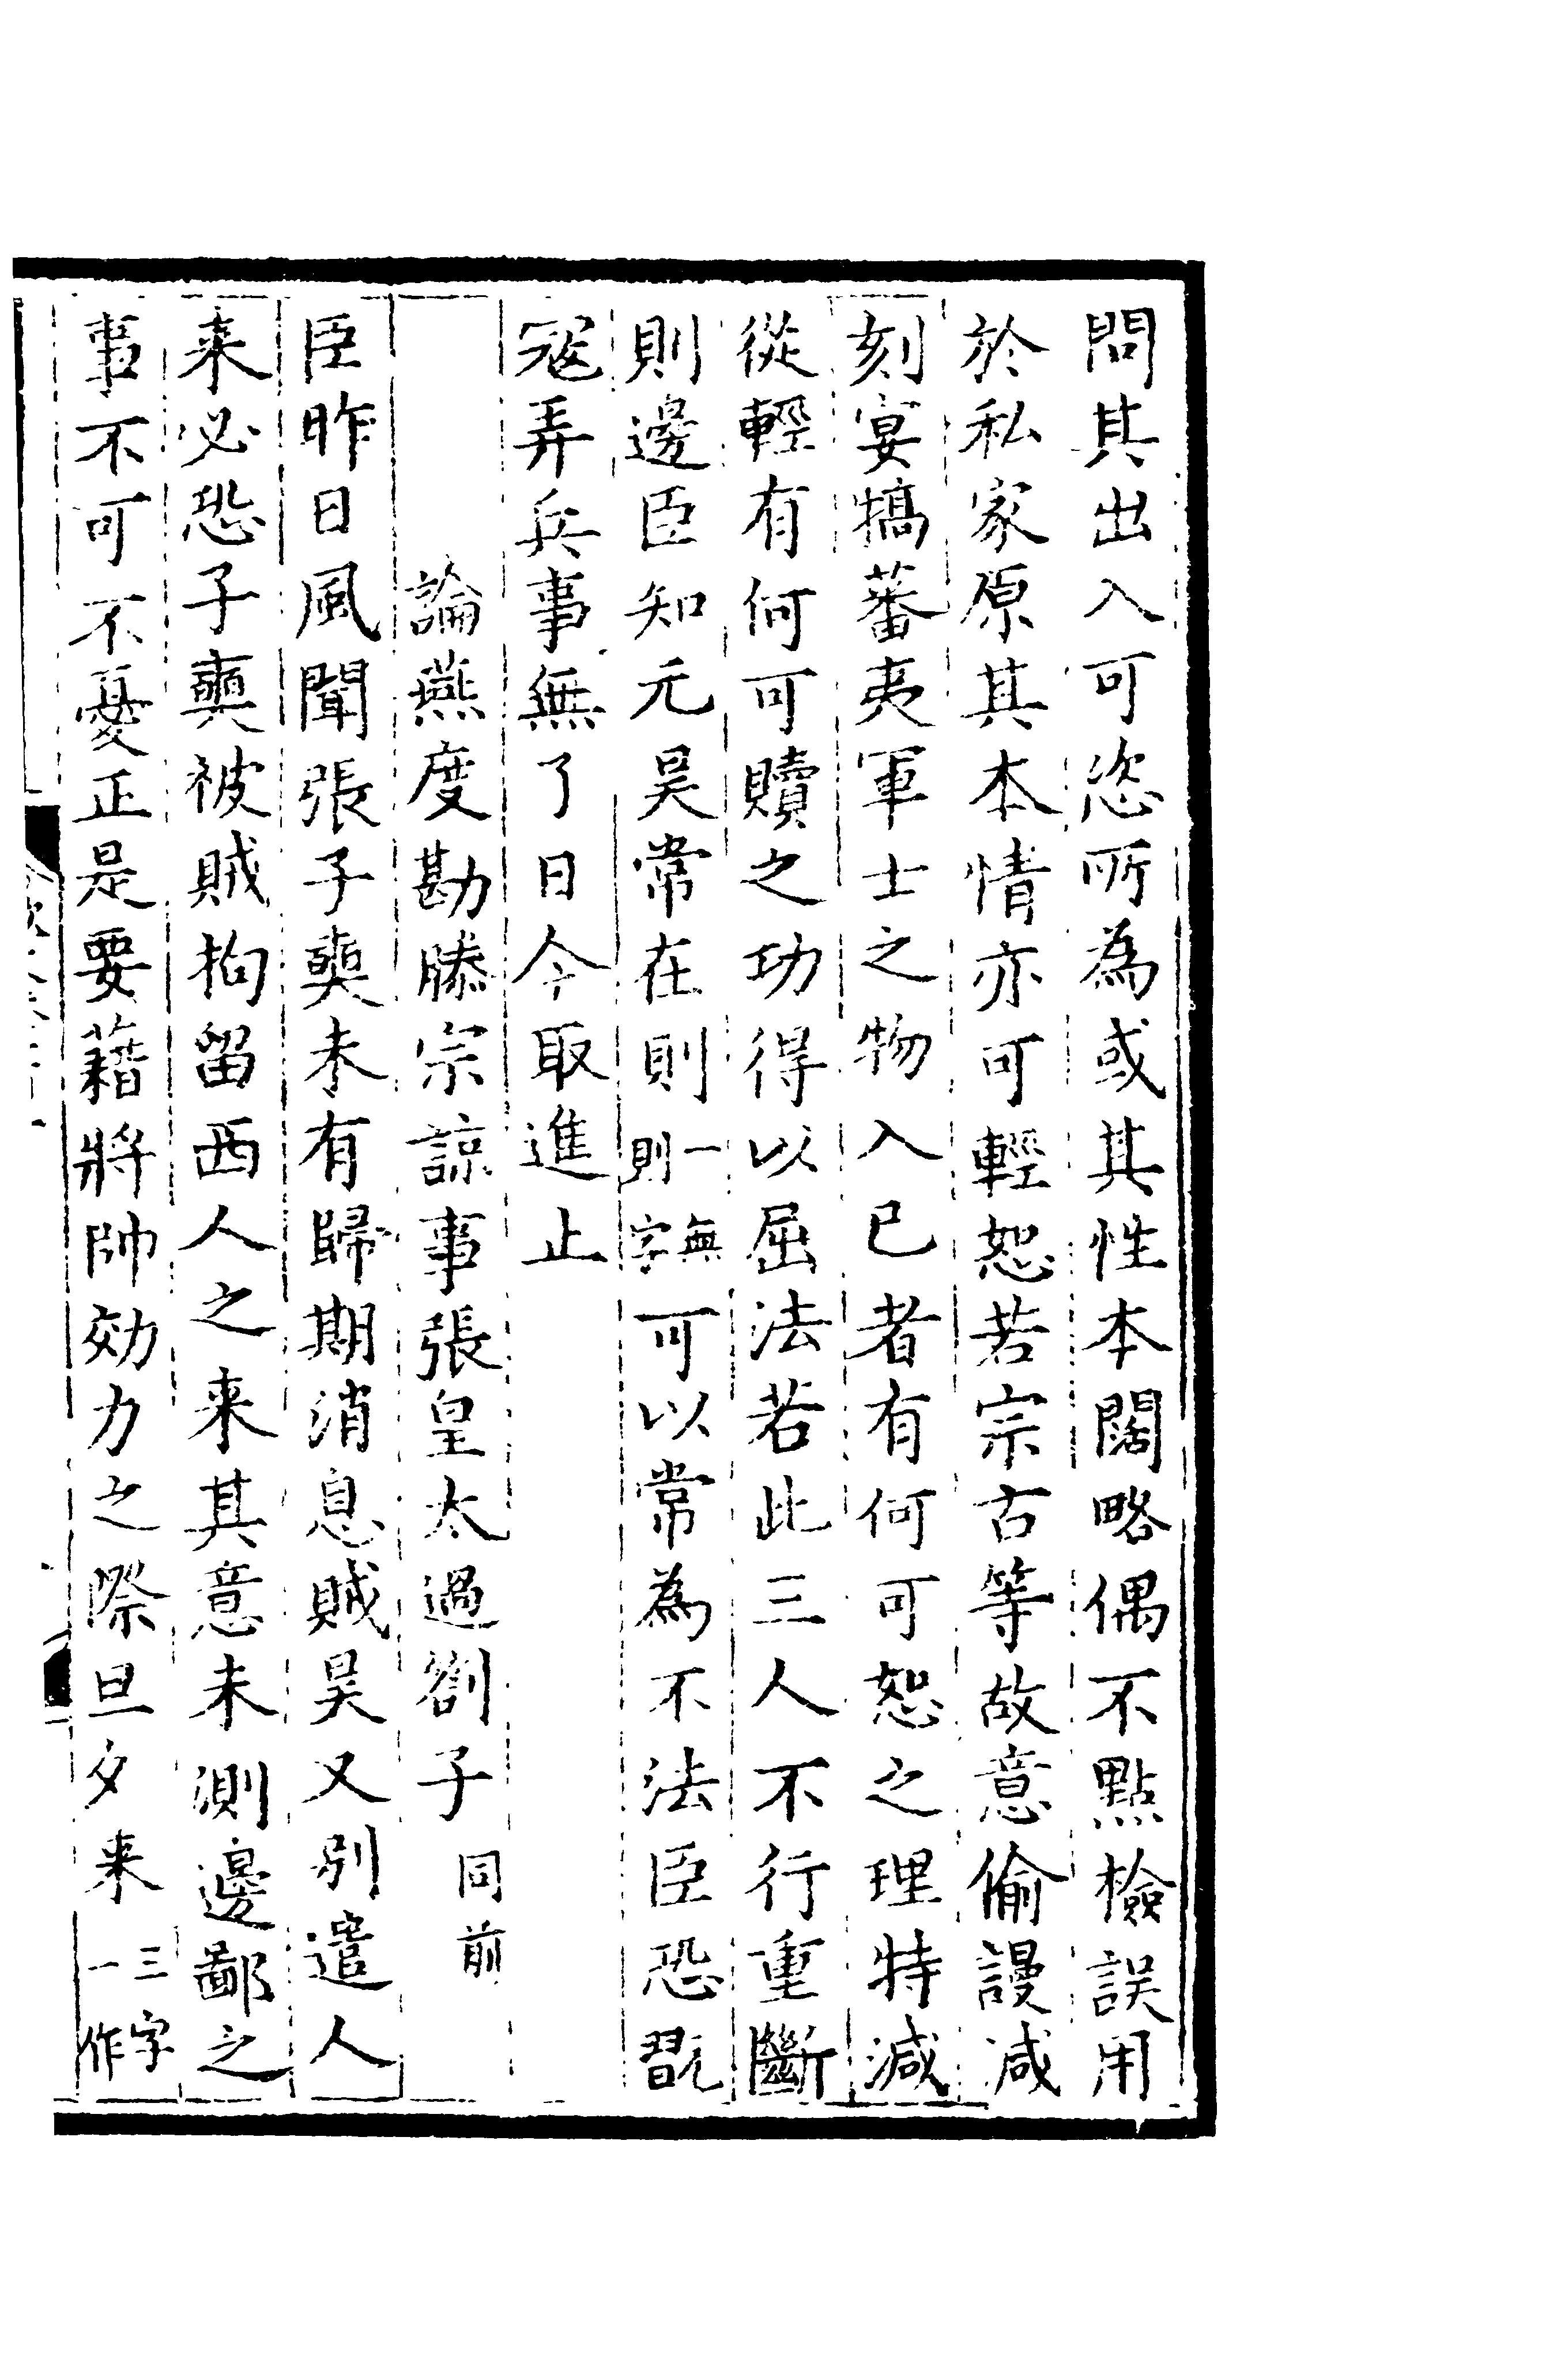 問其出入可恣所為或其性本闊略偶不點檢誤用
於私家原其本情亦可輕恕若宗古等故意偷謾减
刻宴犒蕃夷軍士之物入已者有何可恕之理特減
從輕有何可贖之功得以屈法若此三人不行重斷
則邊臣知元昊常在則一無則字可以常為不法臣恐翫
寇弄兵事無了日今取進止
論燕度勘滕宗諒事張皇太過劄子同前
臣昨日風聞張子奭未有歸期消息賊昊又别遣人
来必恐子奭被賊拘留西人之来其意未測邊鄙之
事不可不憂正是要藉將帥効力之際旦夕来三字一作